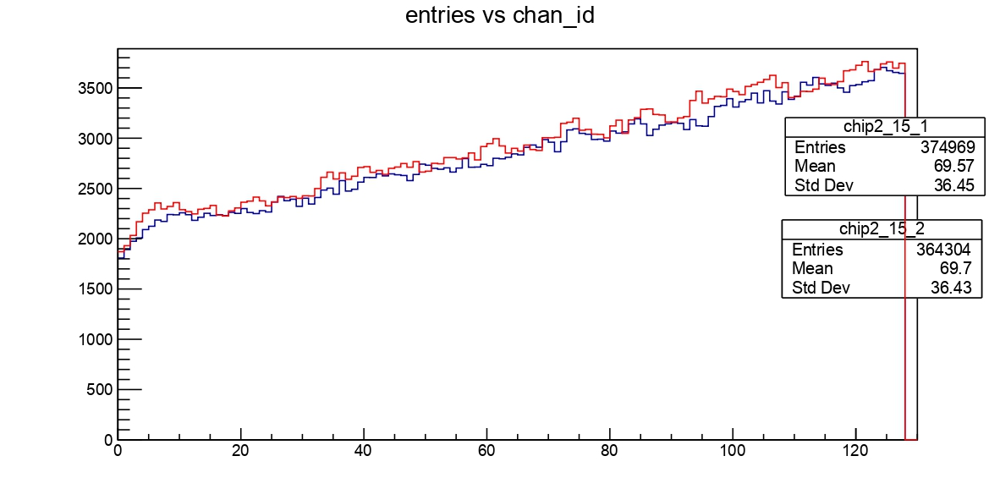 entries vs chan_id
3500
3000
2500
2000
1500
1000
500
0
0 20 40 60 80 100 120
chip2_15_1
Entries 374969
Mean 69.57
Std Dev 36.45
chip2_15_2
Entries 364304
Mean 69.7
Std Dev 36.43